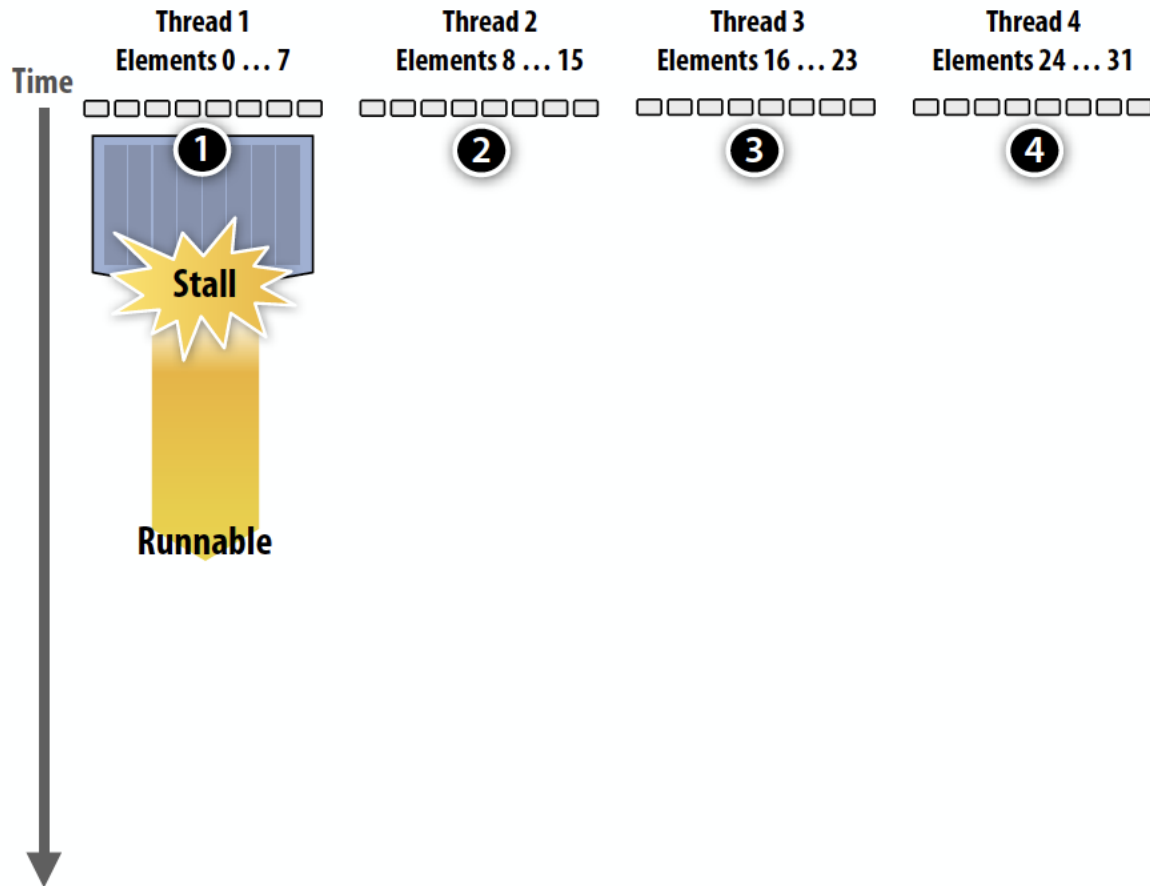 Thread 1
Elements 0 … 7
Thread 2
Elements 8 … 15
Thread 3
Elements 16 … 23
Thread 4
Elements 24 … 31
Time
1
2
3
4
Stall
Runnable